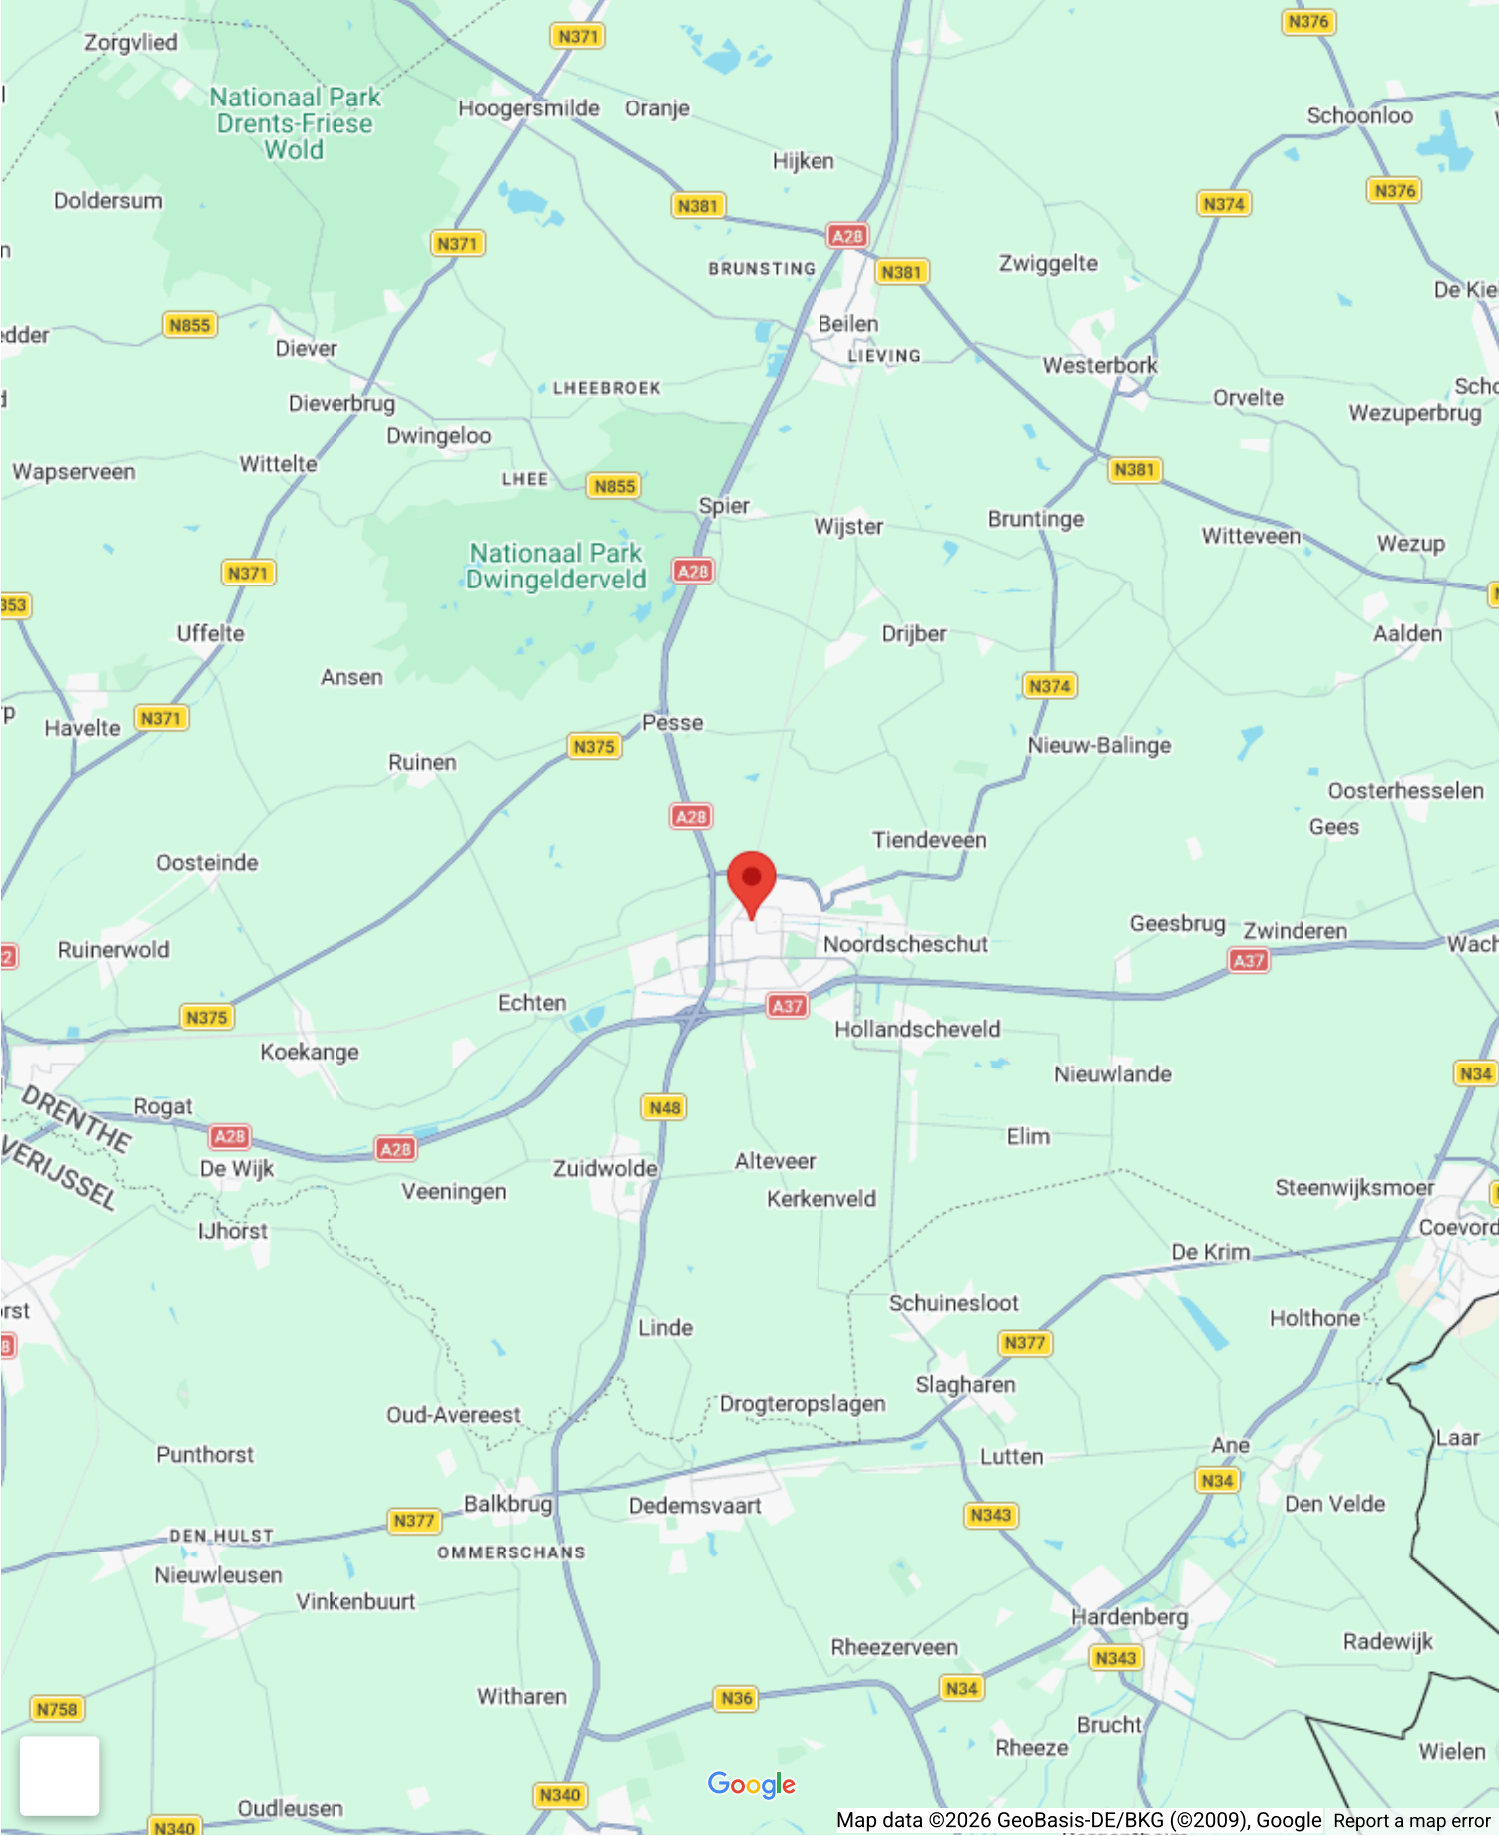 N371
N376
Zorgvlied
Nationaal Park
Drents-Friese
Wold
Hoogersmilde
Oranje
Schoonloo
Hijken
Doldersum
N381
N374
N376
N371
A28
BRUNSTING
N381
Zwiggelte
De Kie
N855
edder
Diever
Beilen
LIEVING
Westerbork
LHEEBROEK
Dieverbrug
Orvelte
Scho
Wezuperbrug
Dwingeloo
Wapserveen
Wittelte
LHEE
N855
N381
Spier
Wijster
Bruntinge
Witteveen
Wezup
Nationaal Park
Dwingelderveld
A28
N371
353
Uffelte
Drijber
Aalden
Ansen
N374
Havelte
N371
Pesse
N375
Nieuw-Balinge
Ruinen
Oosterhesselen
A28
Gees
Tiendeveen
Oosteinde
Geesbrug
Zwinderen
Ruinerwold
Noordscheschut
Wach
A37
Echten
A37
N375
Hollandscheveld
Koekange
Nieuwlande
N34
DRENTHE
Rogat
N48
VERIJSSEL
A28
A28
Elim
De Wijk
Zuidwolde
Alteveer
Veeningen
Kerkenveld
Steenwijksmoer
IJhorst
Coevord
De Krim
orst
Schuinesloot
Holthone
Linde
N377
Slagharen
Drogteropslagen
Oud-Avereest
Punthorst
Lutten
Ane
Laar
N34
Balkbrug
Dedemsvaart
Den Velde
N377
N343
DEN HULST
OMMERSCHANS
Nieuwleusen
Vinkenbuurt
Hardenberg
Rheezerveen
Radewijk
N343
N34
Witharen
N36
N758
Brucht
Rheeze
Wielen
Google
N340
Oudleusen
N340
Map data ©2026 GeoBasis-DE/BKG (©2009), Google
Report a map error